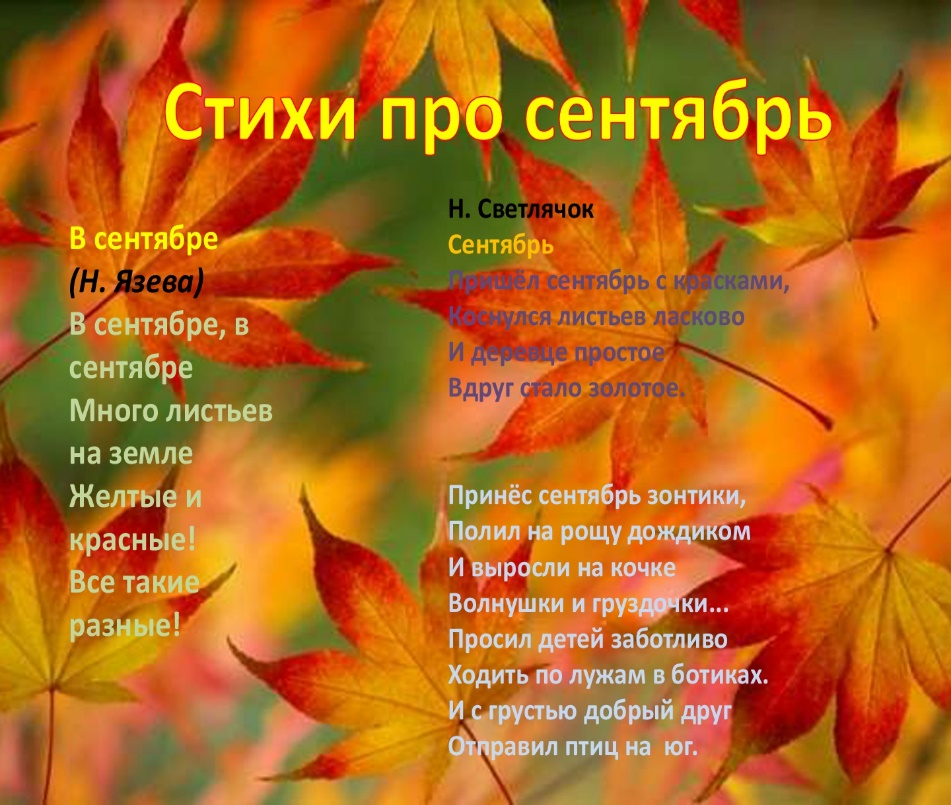 Стихи про сентябрь
В сентябре
(Н. Язева)
В сентябре, в
сентябре
Много листьев
на земле
Желтые и
красные!
Все такие
разные!
Н. Светлячок
Сентябрь
Пришёл сентябрь с красками,
Коснулся листьев ласково
И деревце простое
Вдруг стало золотое.
Принёс сентябрь зонтики,
Полил на рощу дождиком
И выросли на кочке
Волнушки и груздочки...
Просил детей заботливо
Ходить по лужам в ботиках.
И с грустью добрый друг
Отправил птиц на юг.